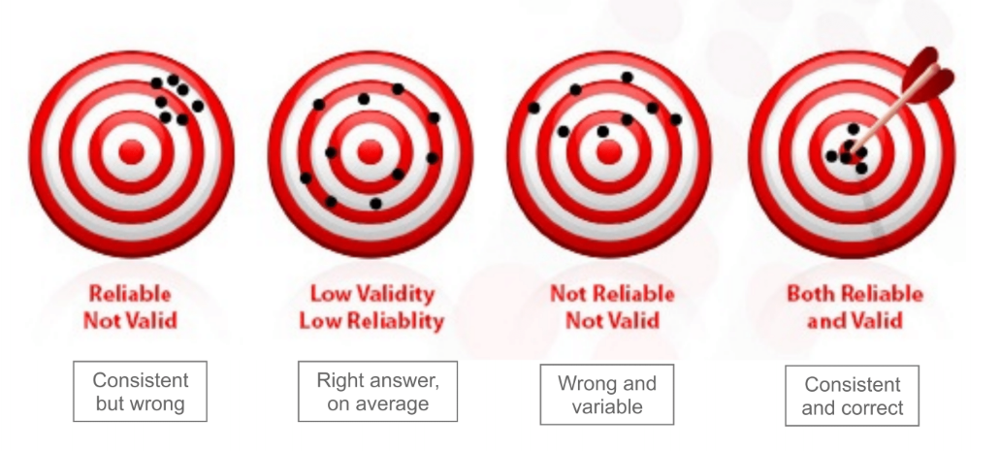 Reliable
Not Valid
Low Validity
Low Reliablity
Not Reliable
Not Valid
Both Reliable
and Valid
Consistent
but wrong
Right answer,
on average
Wrong and
variable
Consistent
and correct